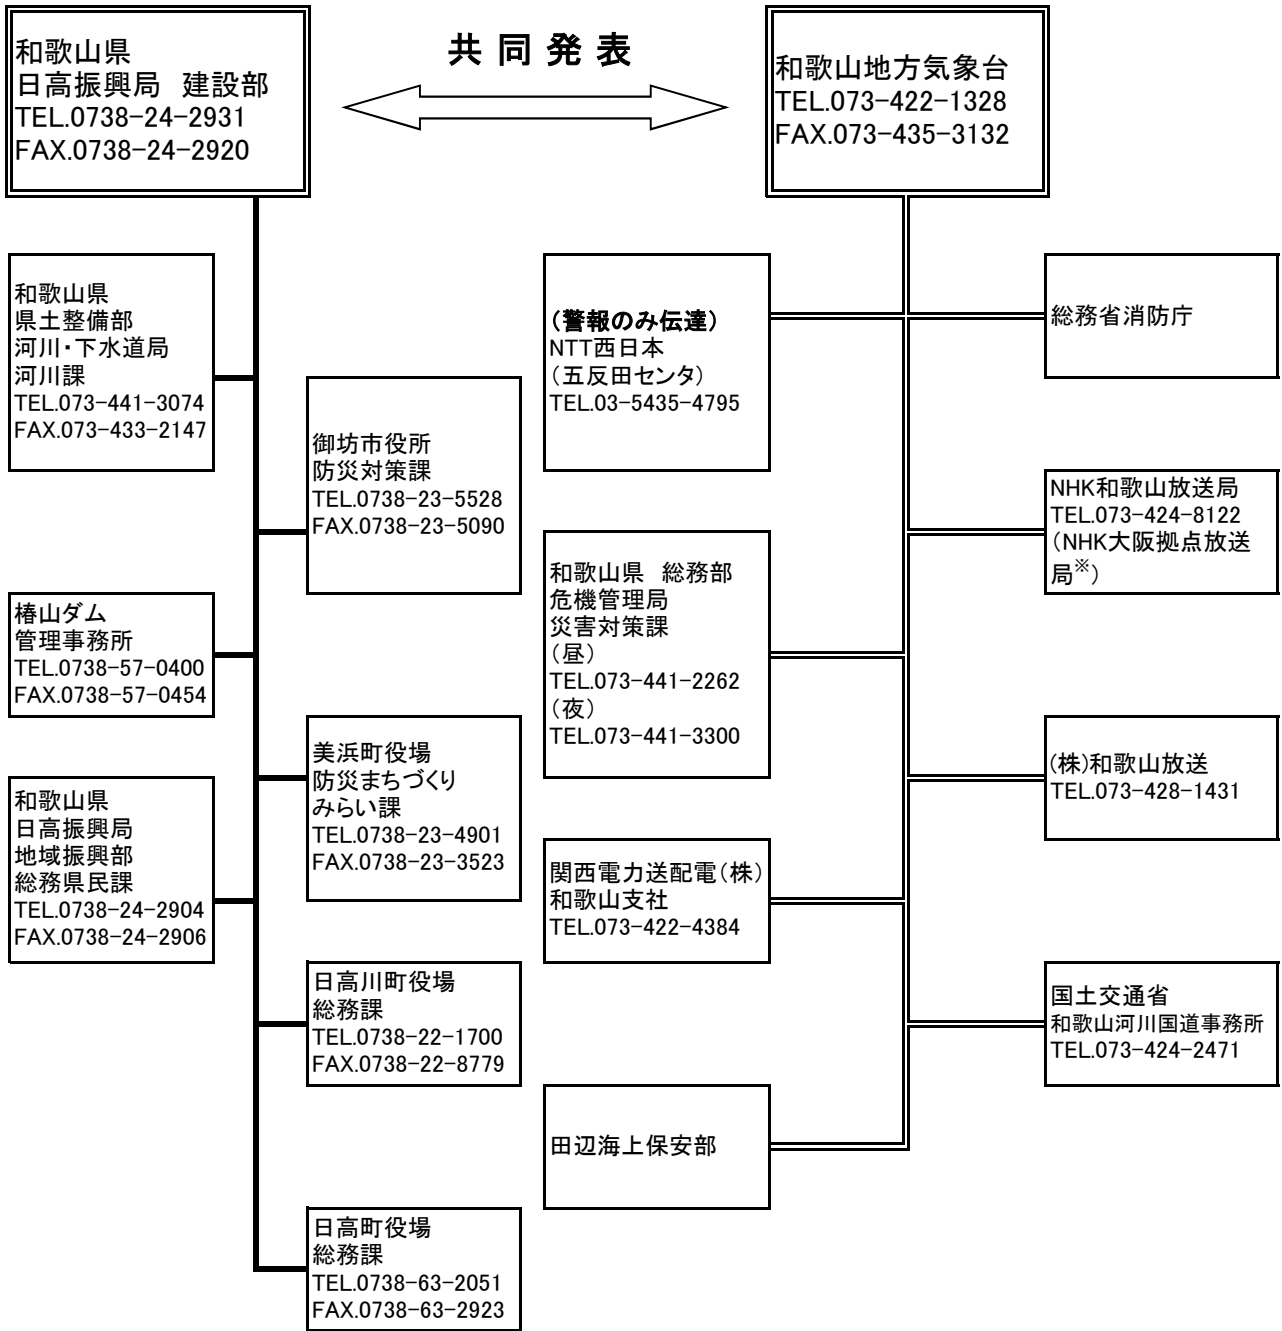 共同発表
和歌山県
日高振興局　建設部
TEL.0738-24-2931
FAX.0738-24-2920
和歌山地方気象台
TEL.073-422-1328
FAX.073-435-3132
和歌山県
県土整備部
河川・下水道局
河川課
TEL.073-441-3074
FAX.073-433-2147
御坊市役所
防災対策課
TEL.0738-23-5528
FAX.0738-23-5090
椿山ダム
管理事務所
TEL.0738-57-0400
FAX.0738-57-0454
美浜町役場
防災まちづくり
みらい課
TEL.0738-23-4901
FAX.0738-23-3523
和歌山県
日高振興局
地域振興部
総務県民課
TEL.0738-24-2904
FAX.0738-24-2906
日高川町役場
総務課
TEL.0738-22-1700
FAX.0738-22-8779
日高町役場
総務課
TEL.0738-63-2051
FAX.0738-63-2923
（警報のみ伝達）
NTT西日本
（五反田センタ）
TEL.03-5435-4795
総務省消防庁
NHK和歌山放送局
TEL.073-424-8122
（NHK大阪拠点放送
局※）
和歌山県　総務部
危機管理局
災害対策課
（昼）
TEL.073-441-2262
（夜）
TEL.073-441-3300
(株)和歌山放送
TEL.073-428-1431
関西電力送配電（株）
和歌山支社
TEL.073-422-4384
国土交通省
和歌山河川国道事務所
TEL.073-424-2471
田辺海上保安部